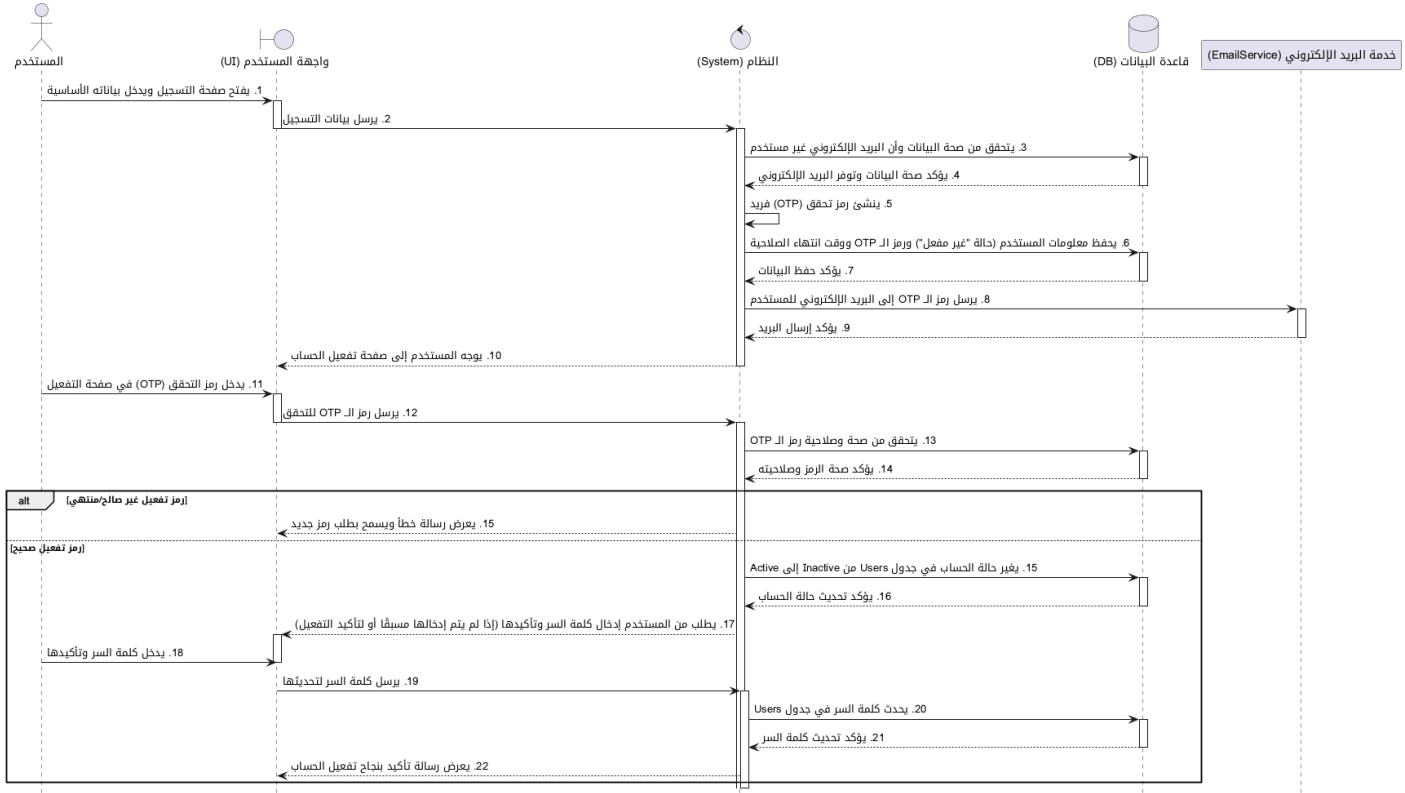 المستخدم
واجهة المستخدم (UI)
النظام (System)
قاعدة البيانات (DB)
خدمة البريد الإلكتروني (EmailService)
1. يفتح صفحة التسجيل ويدخل بياناته الأساسية
2. يرسل بيانات التسجيل
3. يتحقق من صحة البيانات وأن البريد الإلكتروني غير مستخدم
4. يؤكد صحة البيانات وتوفر البريد الإلكتروني
5. ينشئ رمز تحقق (OTP) فريد
6. يحفظ معلومات المستخدم (حالة "غير مفعل") ورمز الـ OTP ووقت انتهاء الصلاحية
7. يؤكد حفظ البيانات
8. يرسل رمز الـ OTP إلى البريد الإلكتروني للمستخدم
9. يؤكد إرسال البريد
10. يوجه المستخدم إلى صفحة تفعيل الحساب
11. يدخل رمز التحقق (OTP) في صفحة التفعيل
12. يرسل رمز الـ OTP للتحقق
13. يتحقق من صحة وصلاحية رمز الـ OTP
14. يؤكد صحة الرمز وصلاحيته
alt [رمز تفعيل غير صالح/منتهي]
15. يعرض رسالة خطأ ويسمح بطلب رمز جديد
[رمز تفعيل صحيح]
15. يغير حالة الحساب في جدول Users من Inactive إلى Active
16. يؤكد تحديث حالة الحساب
17. يطلب من المستخدم إدخال كلمة السر وتأكيدها (إذا لم يتم إدخالها مسبقًا أو لتأكيد التفعيل)
18. يدخل كلمة السر وتأكيدها
19. يرسل كلمة السر لتحديثها
20. يحدث كلمة السر في جدول Users
21. يؤكد تحديث كلمة السر
22. يعرض رسالة تأكيد بنجاح تفعيل الحساب